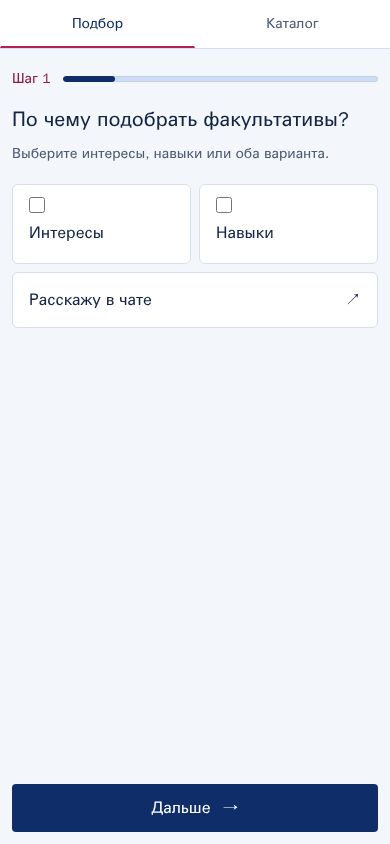 Подбор
Каталог
Шаг 1
По чему подобрать факультативы?
Выберите интересы, навыки или оба варианта.
Интересы
Навыки
Расскажу в чате ↗
Дальше →